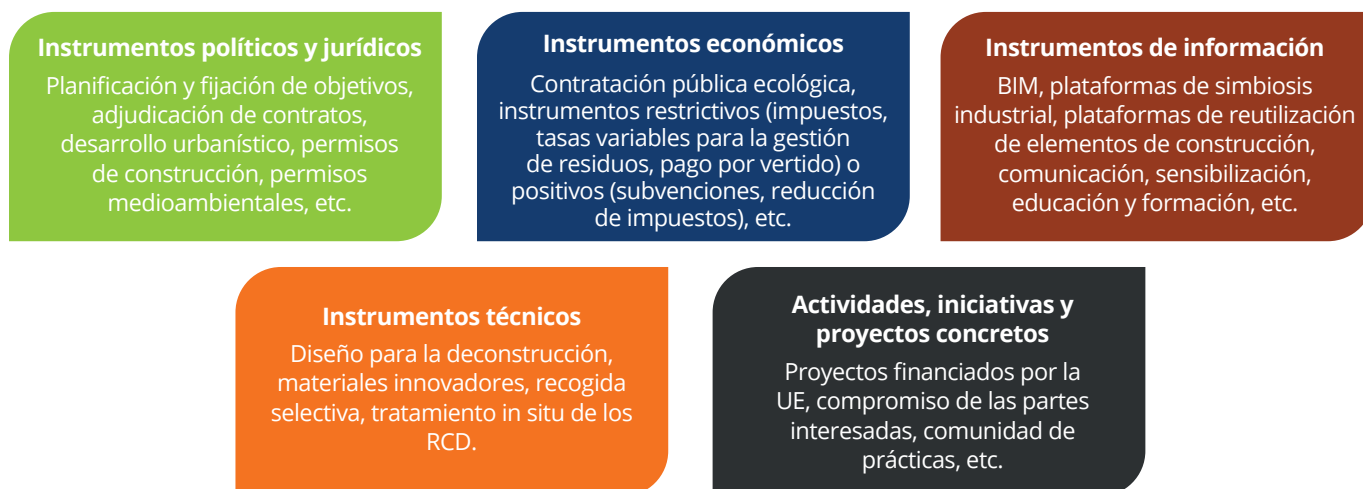 Instrumentos políticos y jurídicos
Planificación y fijación de objetivos,
adjudicación de contratos,
desarrollo urbanístico, permisos
de construcción, permisos
medioambientales, etc.
Instrumentos económicos
Contratación pública ecológica,
instrumentos restrictivos (impuestos,
tasas variables para la gestión
de residuos, pago por vertido) o
positivos (subvenciones, reducción
de impuestos), etc.
Instrumentos de información
BIM, plataformas de simbiosis
industrial, plataformas de reutilización
de elementos de construcción,
comunicación, sensibilización,
educación y formación, etc.
Instrumentos técnicos
Diseño para la deconstrucción,
materiales innovadores, recogida
selectiva, tratamiento in situ de los
RCD.
Actividades, iniciativas y
proyectos concretos
Proyectos financiados por la
UE, compromiso de las partes
interesadas, comunidad de
prácticas, etc.